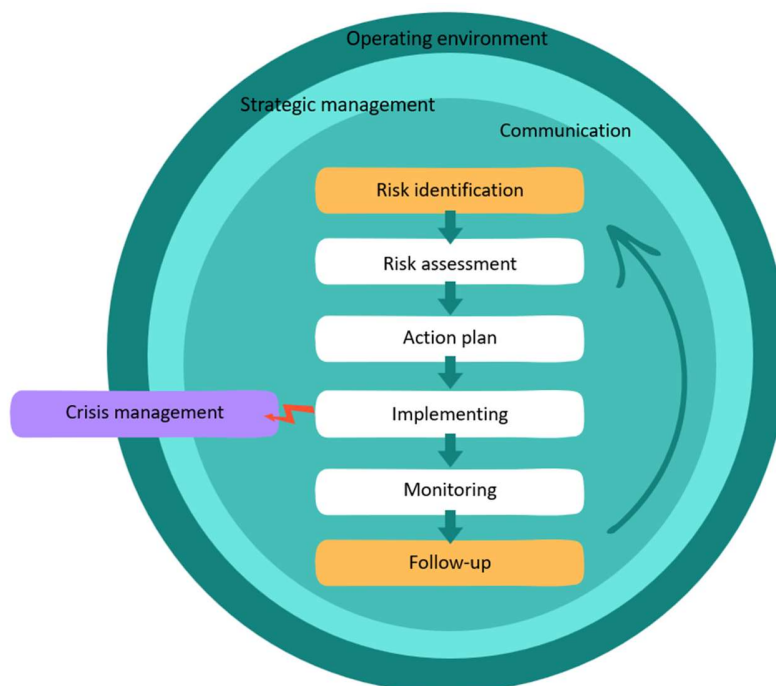 Operating environment
Strategic management
Communication
Risk identification
Risk assessment
Action plan
Crisis management
Implementing
Monitoring
Follow-up